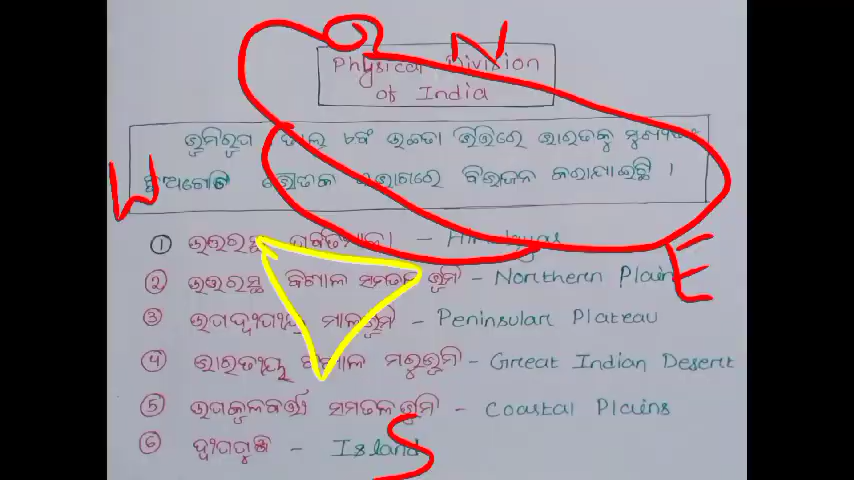 Physical Division
of India
ଭୂମିରୂପ ଢାଲ ଏବଂ ଉଚ୍ଚତା ଭିତ୍ତିରେ ଭାରତକୁ ମୁଖ୍ୟତଃ
ବିଭାଜନ କରାଯାଇଛି ।
① ଉତ୍ତରସ୍ଥ ପର୍ବତମାଳା - Himalayas
② ଉତ୍ତରସ୍ଥ ବିଶାଳ ସମତଳ ଭୂମି - Northern Plain
③ ଉପଦ୍ୱୀପୀୟ ମାଳଭୂମି - Peninsular Plateau
④ ଭାରତୀୟ ବିଶାଳ ମରୁଭୂମି - Great Indian Desert
⑤ ଉପକୂଳବର୍ତ୍ତୀ ସମତଳ ଭୂମି - Coastal Plains
⑥ ଦ୍ୱୀପପୁଞ୍ଜ - Island
N
W
E
S